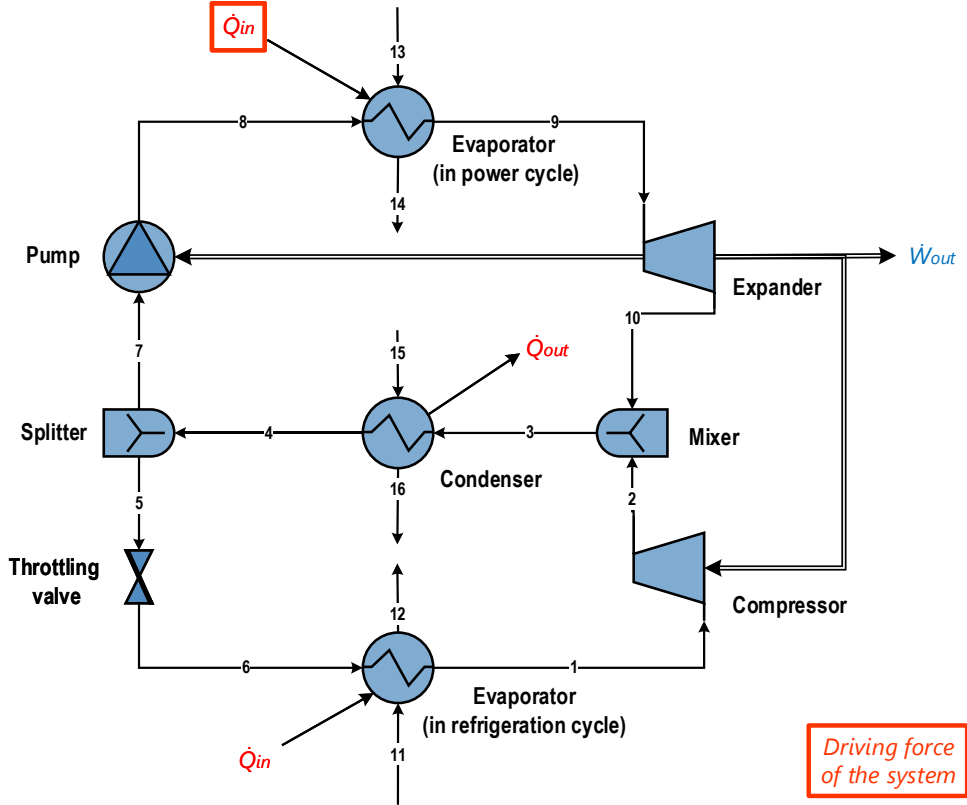 Q̇in
13
8
9
Evaporator
(in power cycle)
14
Pump
Ẇout
Expander
10
7
15
Q̇out
Splitter
4
3
Mixer
Condenser
16
2
5
Throttling
valve
12
Compressor
6
1
Evaporator
(in refrigeration cycle)
Q̇in
11
Driving force
of the system